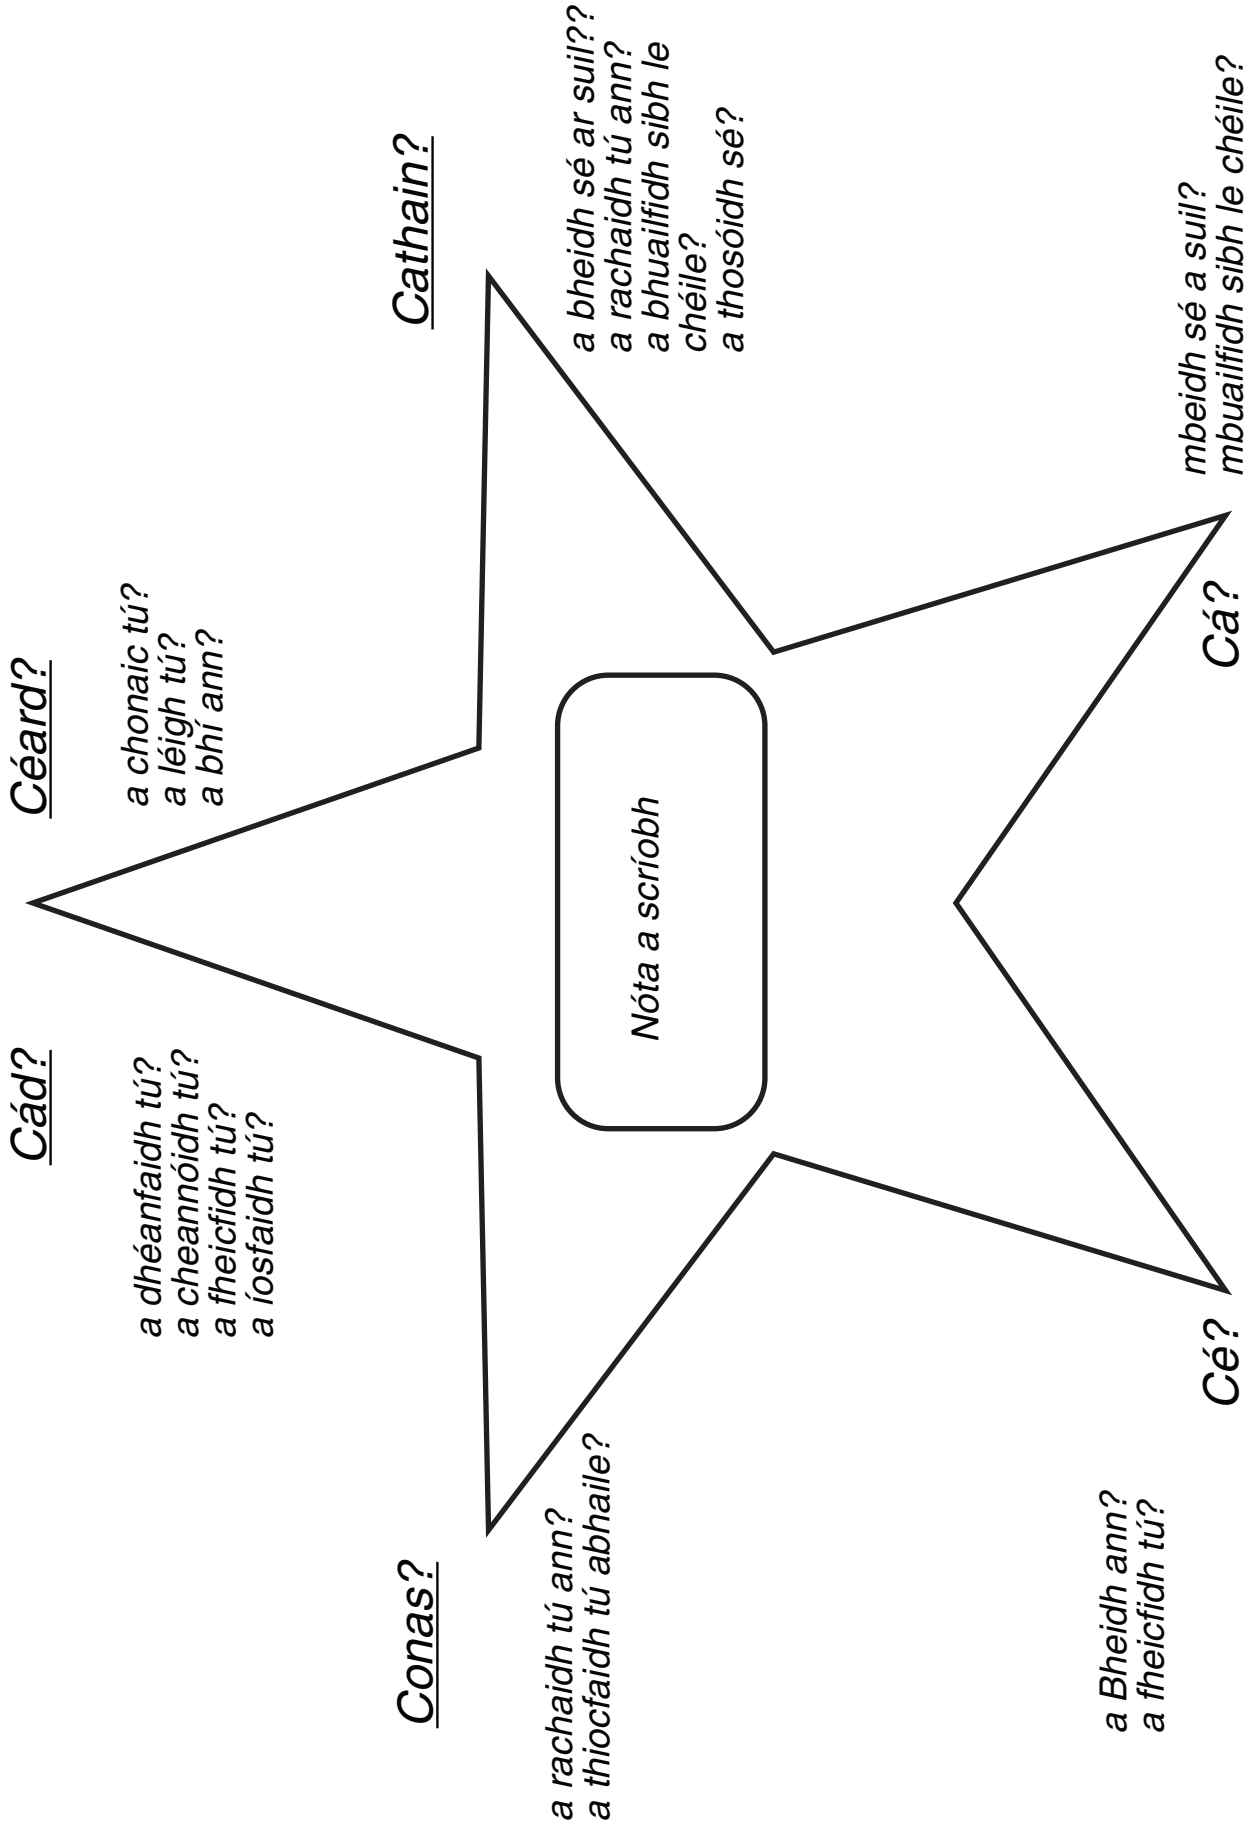 Cád?
a dhéanfaidh tú?
a cheannóidh tú?
a fheicfidh tú?
a íosfaidh tú?
Céard?
a chonaic tú?
a léigh tú?
a bhí ann?
Conas?
a rachaidh tú ann?
a thiocfaidh tú abhaile?
Cathain?
a bheidh sé ar suil??
a rachaidh tú ann?
a bhuailfidh sibh le
chéile?
a thosóidh sé?
Nóta a scríobh
Cé?
a Bheidh ann?
a fheicfidh tú?
Cá?
mbeidh sé a suil?
mbuailfidh sibh le chéile?